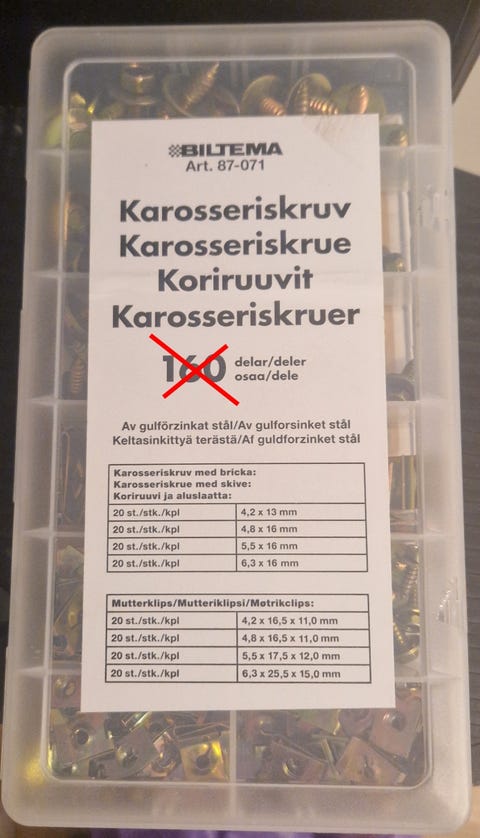 BILTEMA
Art. 87-071
Karosseriskruv
Karosseriskrue
Koriruuvit
Karosseriskruer
160 delar/deler
osaa/dele
Av gulförzinkat stål/Av gulforsinket stål
Keltasinkittyä terästä/Af guldforzinket stål
Karosseriskruv med bricka:
Karosseriskrue med skive:
Koriruuvi ja aluslaatta:
20 st./stk./kpl 4,2 x 13 mm
20 st./stk./kpl 4,8 x 16 mm
20 st./stk./kpl 5,5 x 16 mm
20 st./stk./kpl 6,3 x 16 mm
Mutterklips/Mutteriklipsi/Møtrikclips:
20 st./stk./kpl 4,2 x 16,5 x 11,0 mm
20 st./stk./kpl 4,8 x 16,5 x 11,0 mm
20 st./stk./kpl 5,5 x 17,5 x 12,0 mm
20 st./stk./kpl 6,3 x 25,5 x 15,0 mm